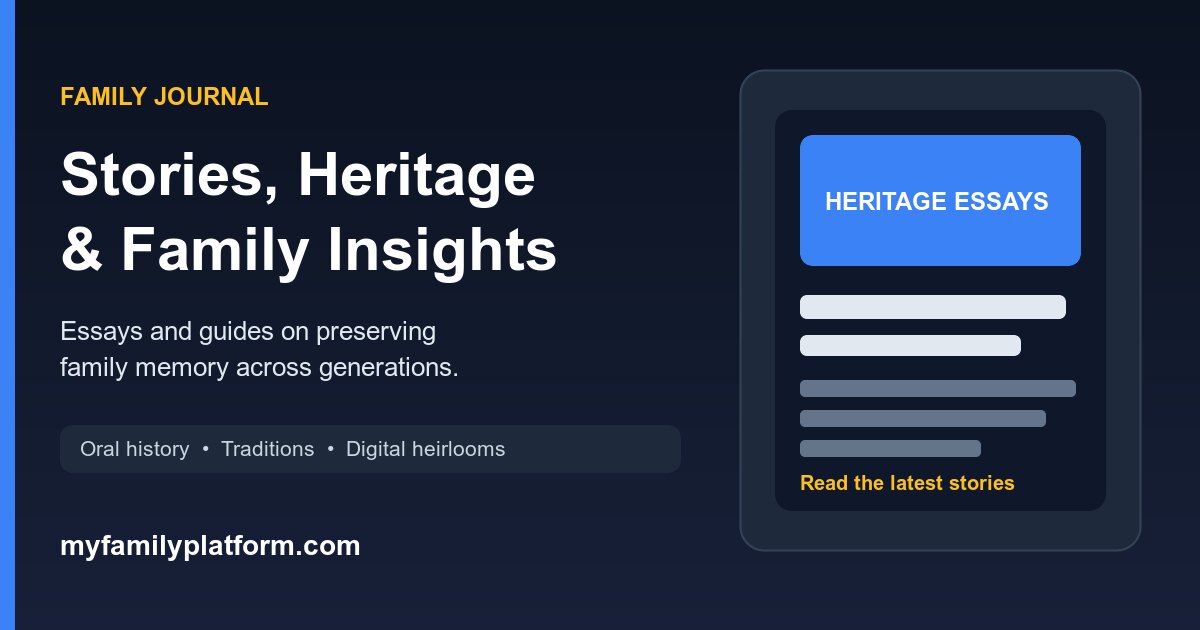 FAMILY JOURNAL
Stories, Heritage
& Family Insights
Essays and guides on preserving
family memory across generations.
Oral history • Traditions • Digital heirlooms
myfamilyplatform.com
HERITAGE ESSAYS
Read the latest stories